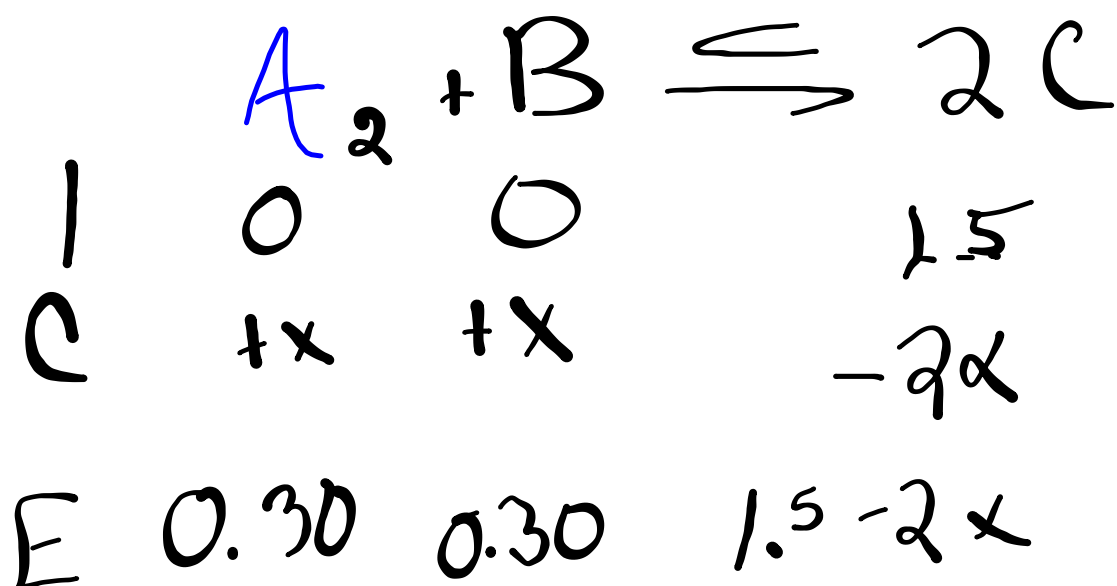 A₂ + B ⇌ 2C
I 0 0 1.5
C +x +x -2x
E 0.30 0.30 1.5-2x